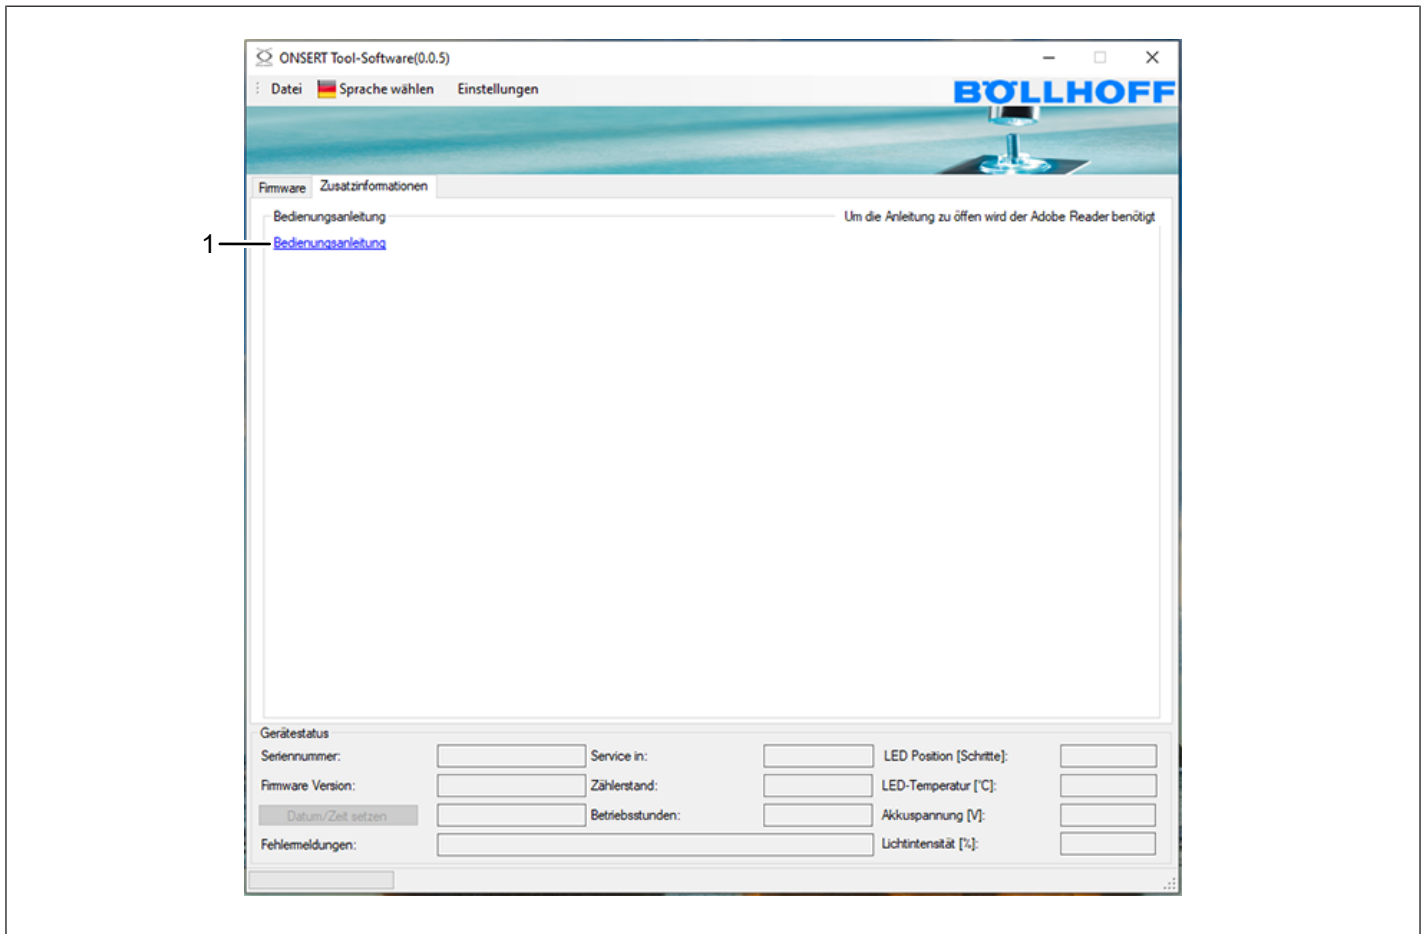 ONSERT Tool-Software(0.0.5)
Datei Sprache wählen Einstellungen
BÖLLHOFF
Firmware Zusatzinformationen
Bedienungsanleitung Um die Anleitung zu öffen wird der Adobe Reader benötigt
1 Bedienungsanleitung
Gerätestatus
Seriennummer: Service in: LED Position [Schritte]:
Firmware Version: Zählerstand: LED-Temperatur [°C]:
Datum/Zeit setzen Betriebsstunden: Akkuspannung [V]:
Fehlermeldungen: Lichtintensität [%]: